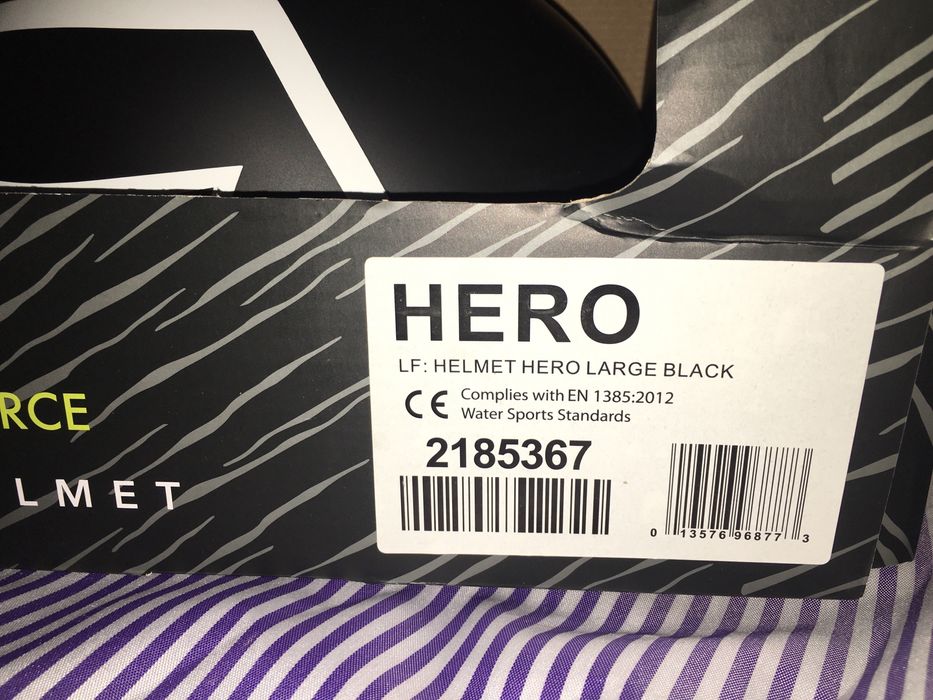 HERO
LF: HELMET HERO LARGE BLACK
CE Complies with EN 1385:2012
Water Sports Standards
2185367
0 13576 96877 3
RCE
LMET